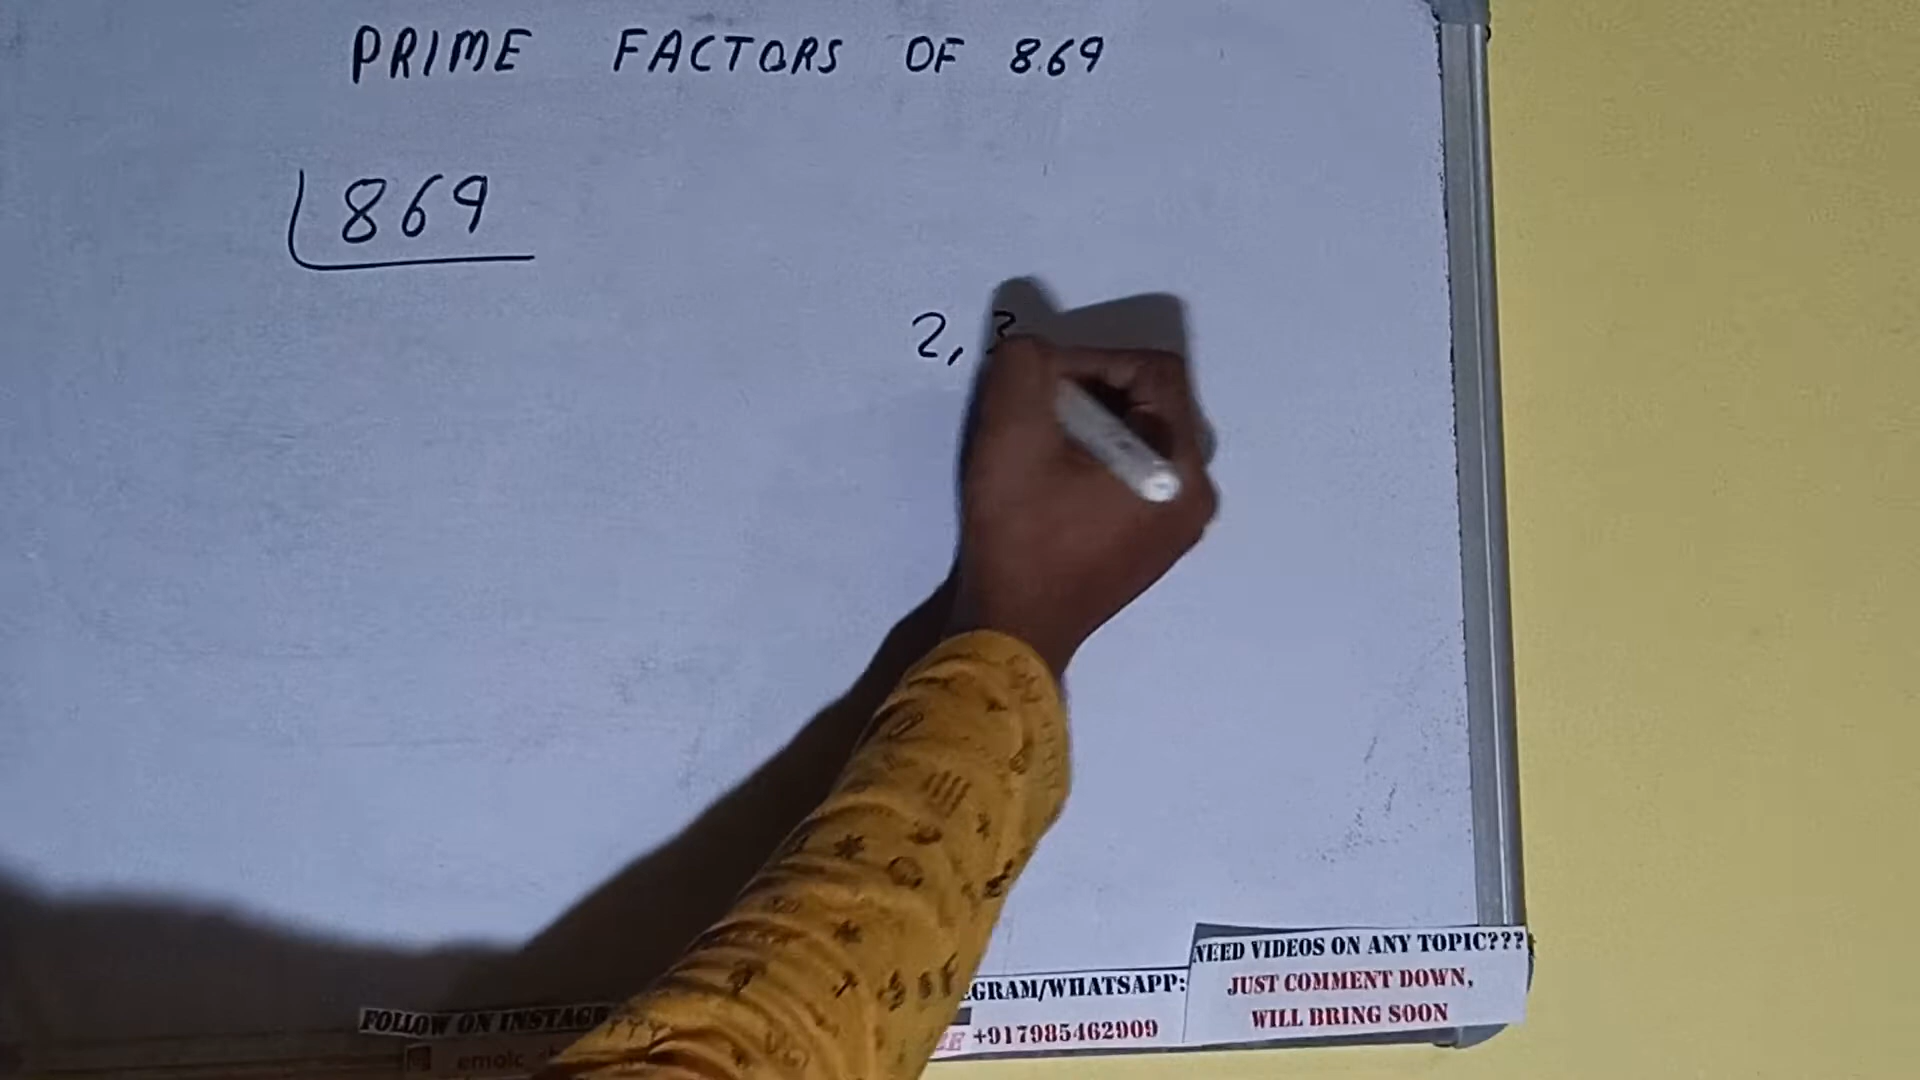 PRIME FACTORS OF 869
869
2, 3
FOLLOW ON INSTAG
EGRAM/WHATSAPP:
+917985462909
NEED VIDEOS ON ANY TOPIC???
JUST COMMENT DOWN,
WILL BRING SOON